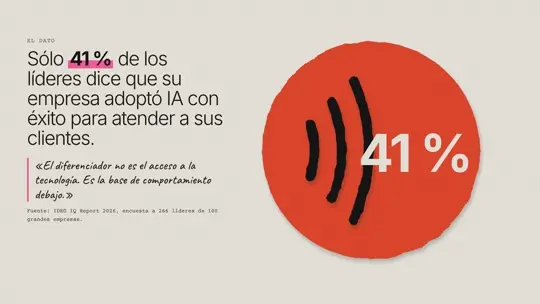 EL DATO
Sólo 41 % de los
líderes dice que su
empresa adoptó IA con
éxito para atender a sus
clientes.
«El diferenciador no es el acceso a la
tecnología. Es la base de comportamiento
debajo.»
Fuente: IDEO IQ Report 2026, encuesta a 246 líderes de 100
grandes empresas.
41 %